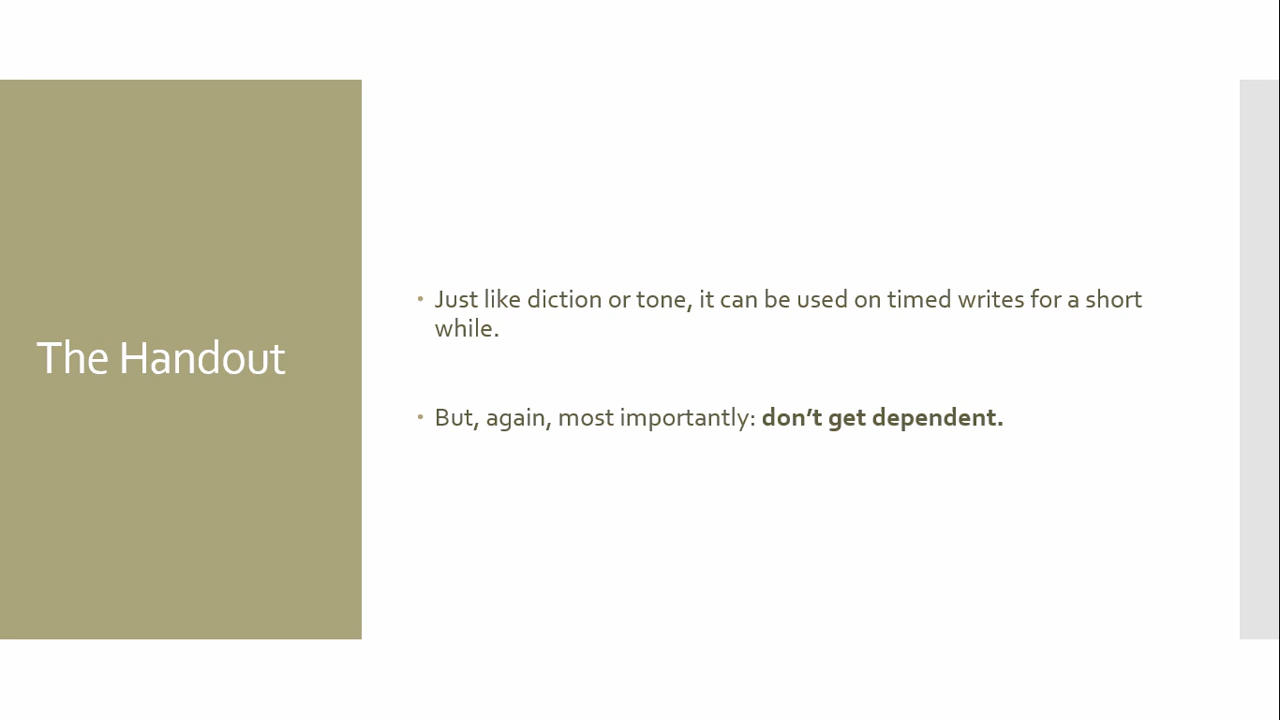 The Handout
• Just like diction or tone, it can be used on timed writes for a short
while.
• But, again, most importantly: don’t get dependent.